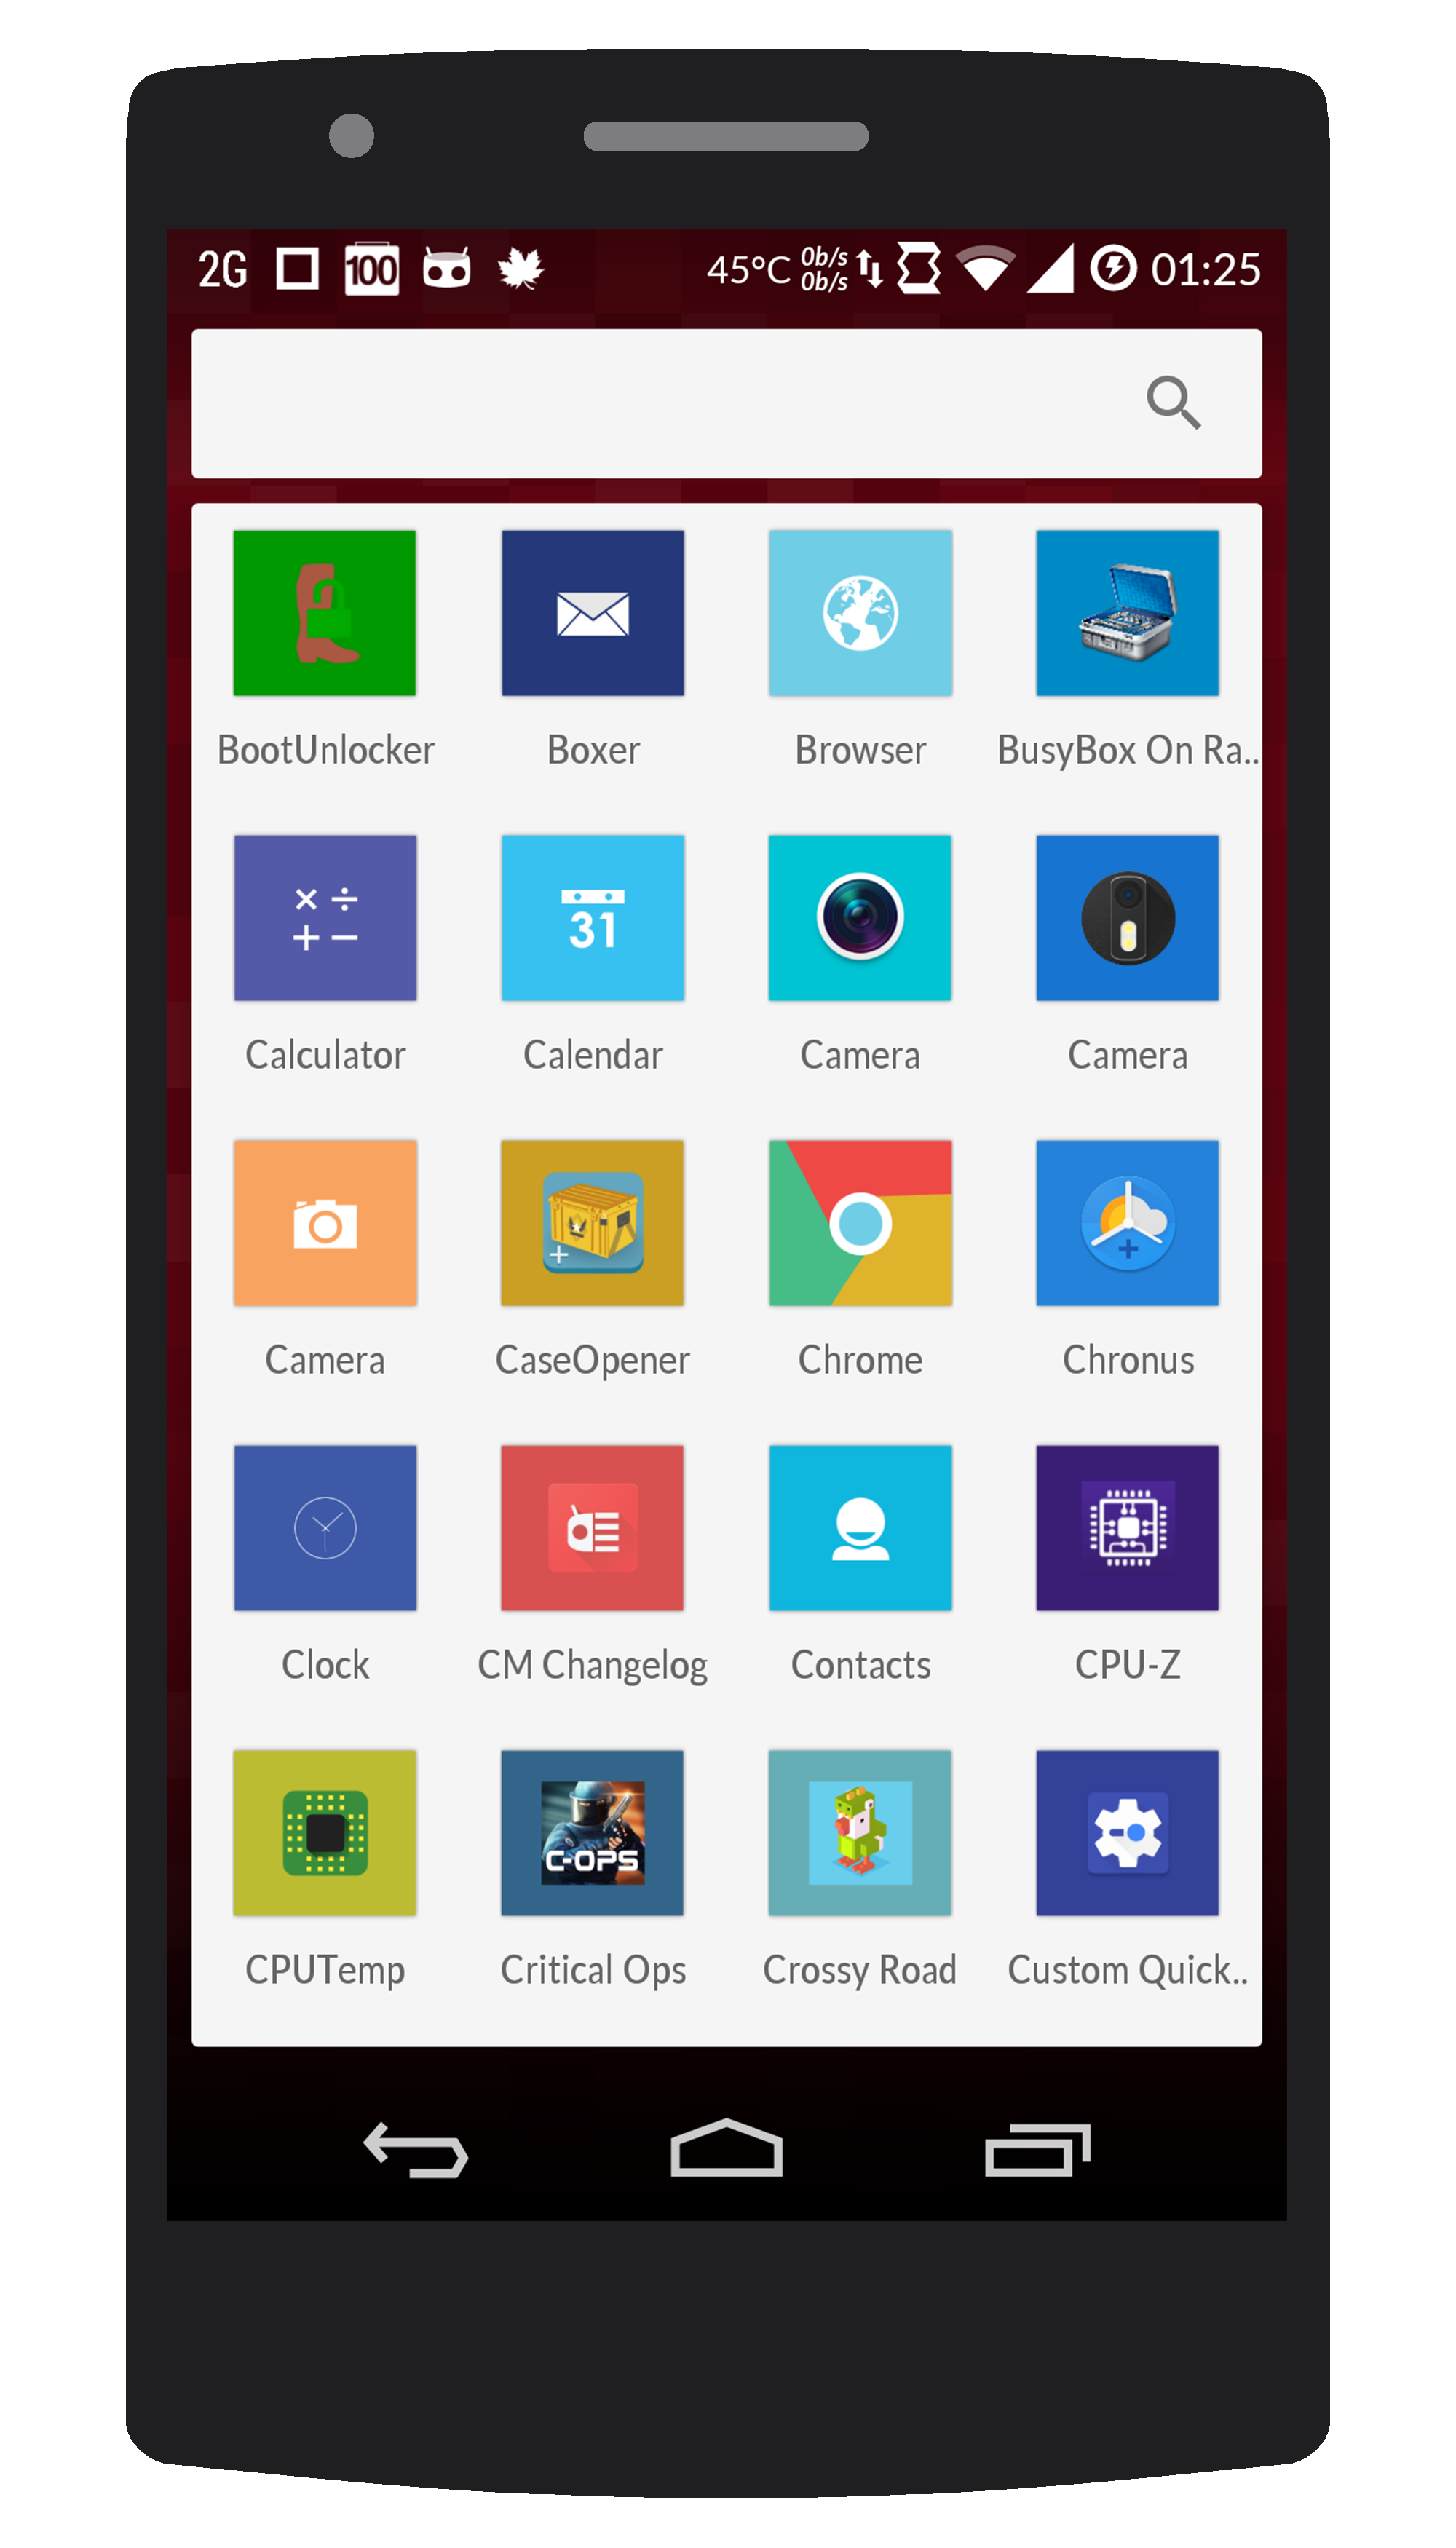 2G 100 45°C 0b/s 01:25
0b/s
BootUnlocker Boxer Browser BusyBox On Ra..
31
Calculator Calendar Camera Camera
Camera CaseOpener Chrome Chronus
Clock CM Changelog Contacts CPU-Z
C-OPS
CPUTemp Critical Ops Crossy Road Custom Quick..